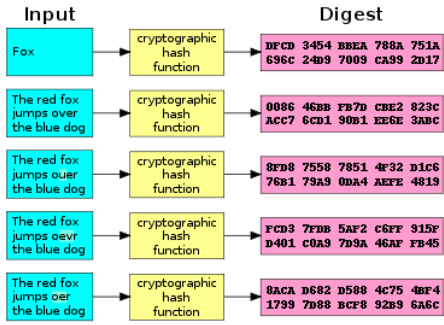 Input
Digest
Fox
cryptographic
hash
function
DFCD 3454 BBEA 788A 751A
696C 24D9 7009 CA99 2D17
The red fox
jumps over
the blue dog
cryptographic
hash
function
0086 46BB FB7D CBE2 823C
ACC7 6CD1 90B1 EE6E 3ABC
The red fox
jumps ouer
the blue dog
cryptographic
hash
function
8FD8 7558 7851 4F32 D1C6
76B1 79A9 0DA4 AEFE 4819
The red fox
jumps oevr
the blue dog
cryptographic
hash
function
FCD3 7FDB 5AF2 C6FF 915F
D401 C0A9 7D9A 46AF FB45
The red fox
jumps oer
the blue dog
cryptographic
hash
function
8ACA D682 D588 4C75 4BF4
1799 7D88 BCF8 92B9 6A6C